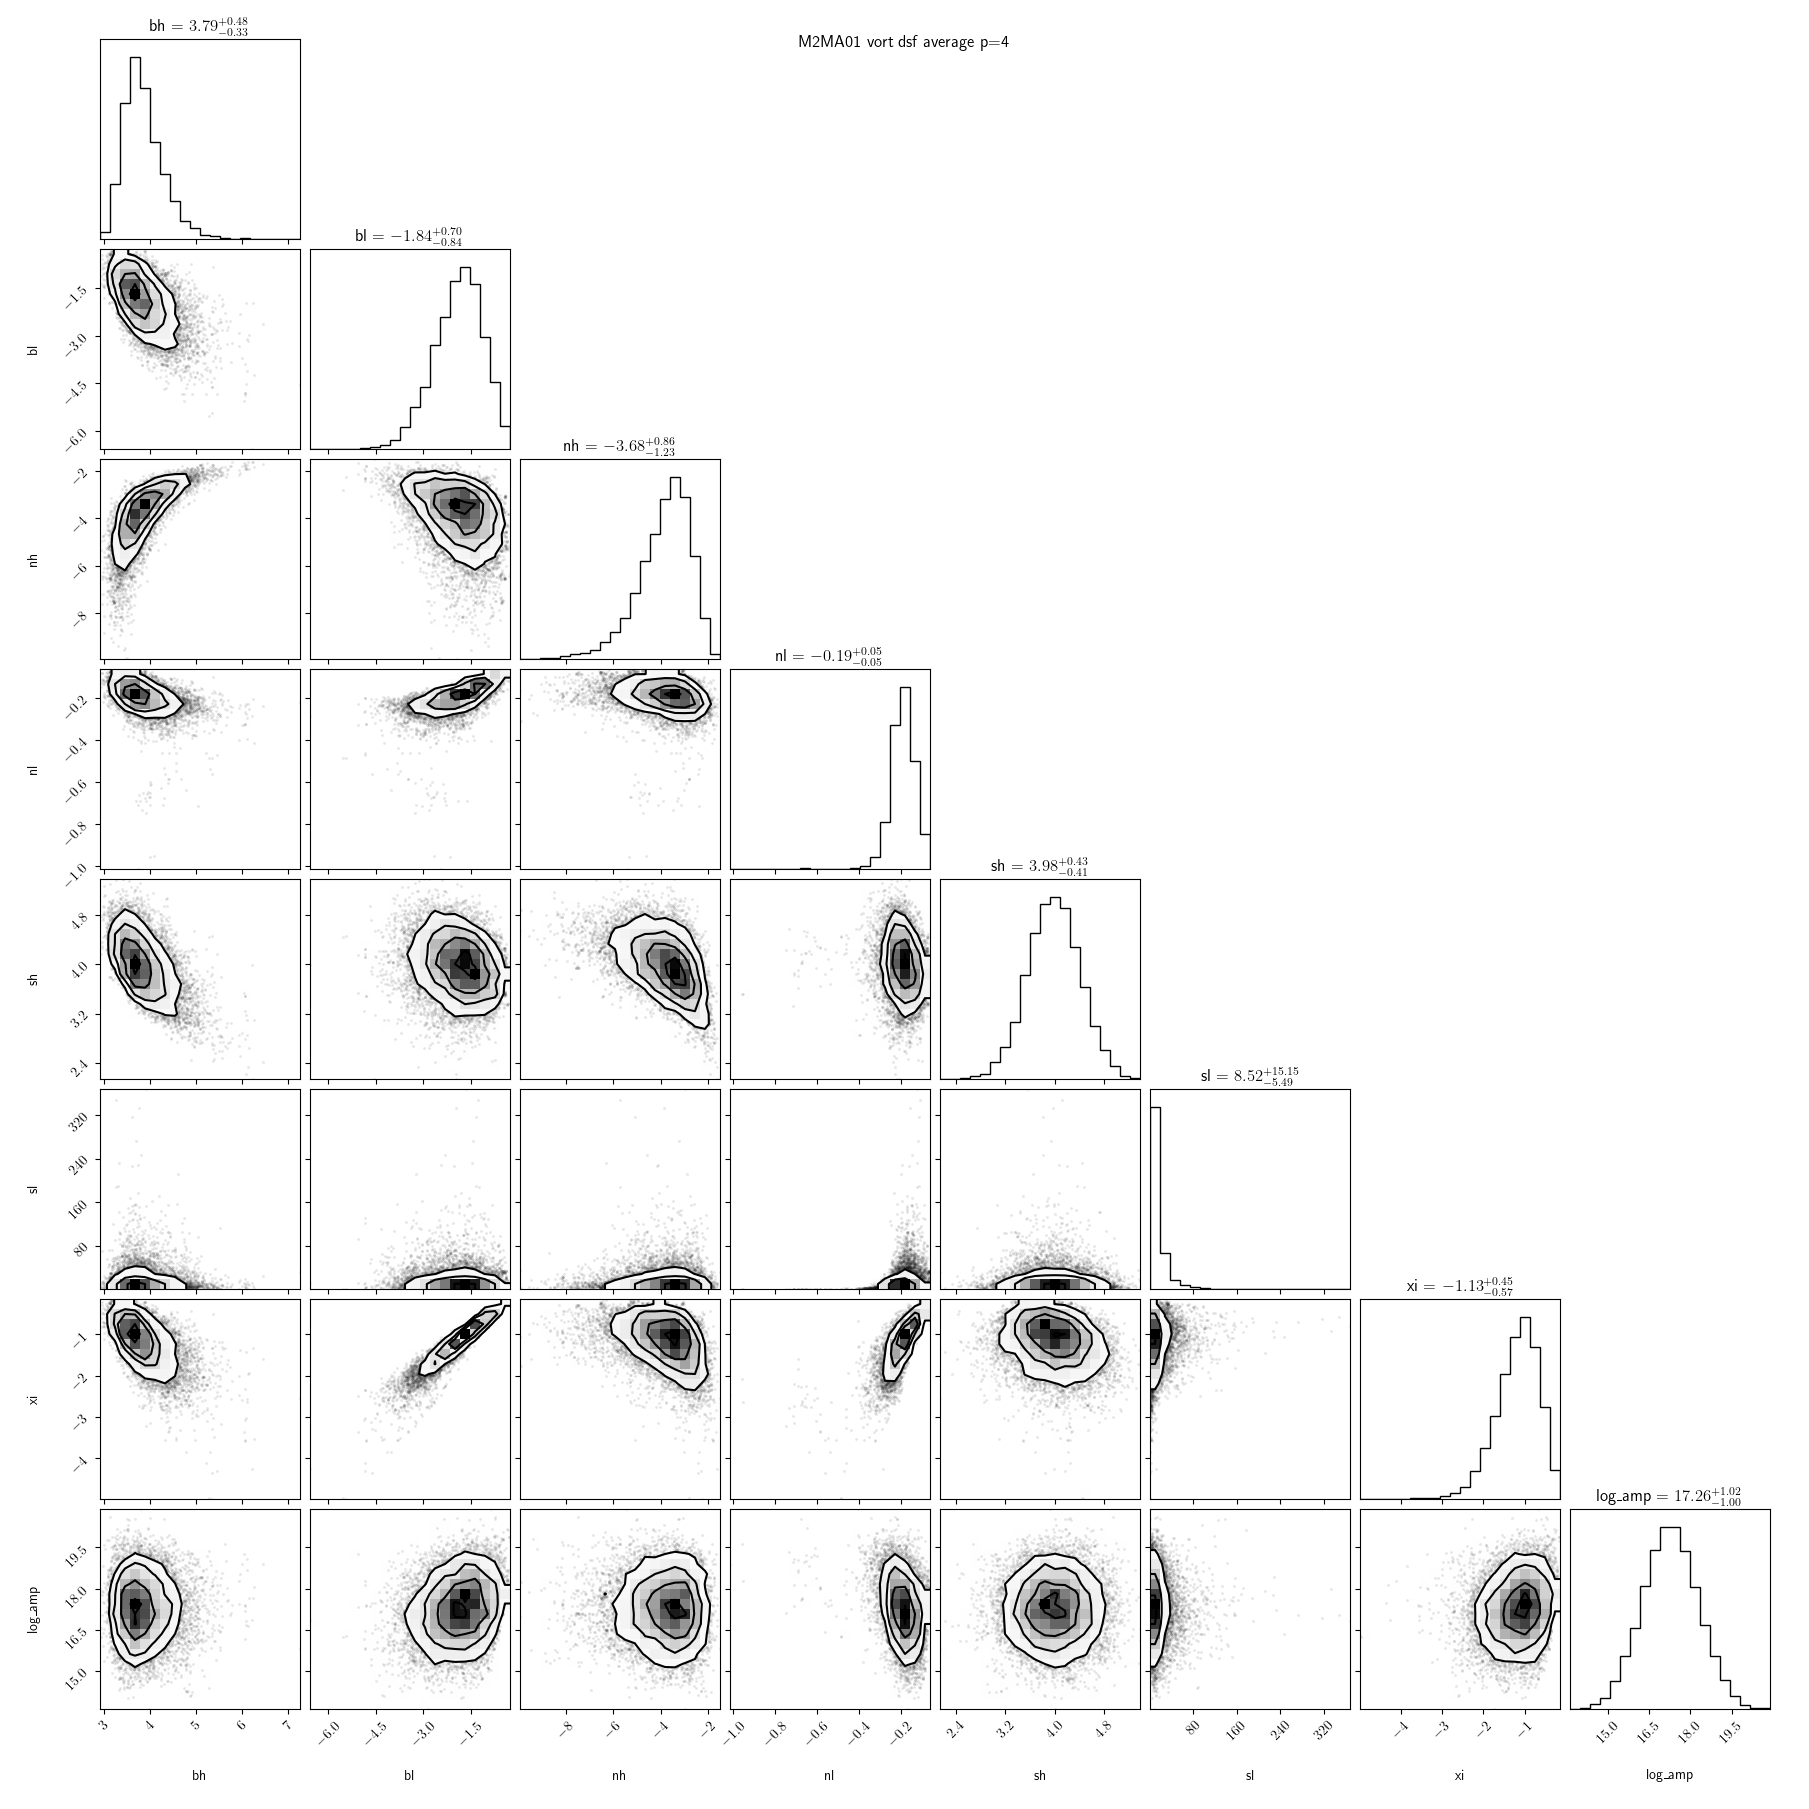 M2MA01 vort dsf average p=4
bh = 3.79^{+0.48}_{-0.33}
bl = −1.84^{+0.70}_{-0.84}
nh = −3.68^{+0.86}_{-1.23}
nl = −0.19^{+0.05}_{-0.05}
sh = 3.98^{+0.43}_{-0.41}
sl = 8.52^{+15.15}_{-5.49}
xi = −1.13^{+0.45}_{-0.57}
log_amp = 17.26^{+1.02}_{-1.00}
bl
−1.5
−3.0
−4.5
−6.0
nh
−2
−4
−6
−8
nl
−0.2
−0.4
−0.6
−0.8
−1.0
sh
4.8
4.0
3.2
2.4
sl
320
240
160
80
xi
−1
−2
−3
−4
log_amp
19.5
18.0
16.5
15.0
3 4 5 6 7
−6.0 −4.5 −3.0 −1.5
−8 −6 −4 −2
−1.0 −0.8 −0.6 −0.4 −0.2
2.4 3.2 4.0 4.8
80 160 240 320
−4 −3 −2 −1
15.0 16.5 18.0 19.5
bh bl nh nl sh sl xi log_amp